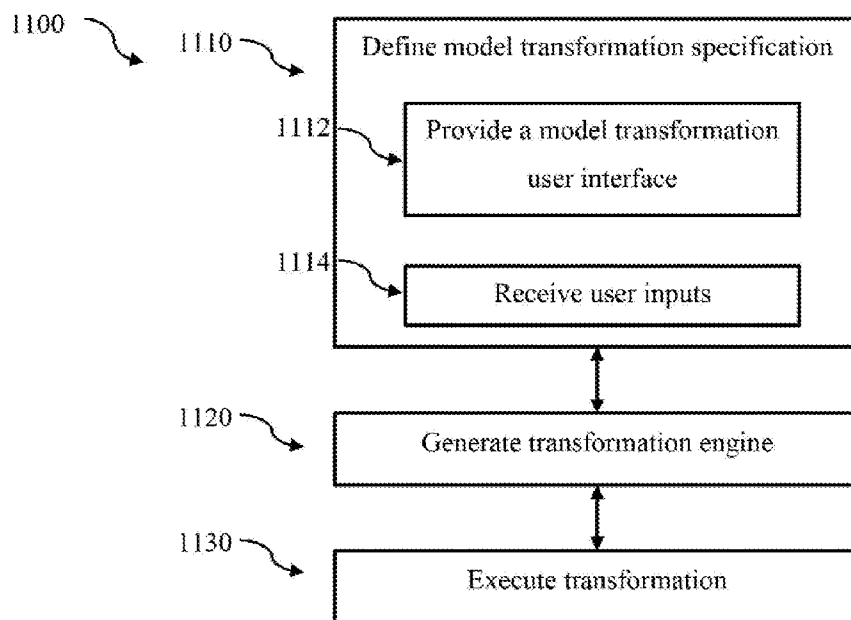 1100
1110
Define model transformation specification
1112
Provide a model transformation
user interface
1114
Receive user inputs
1120
Generate transformation engine
1130
Execute transformation